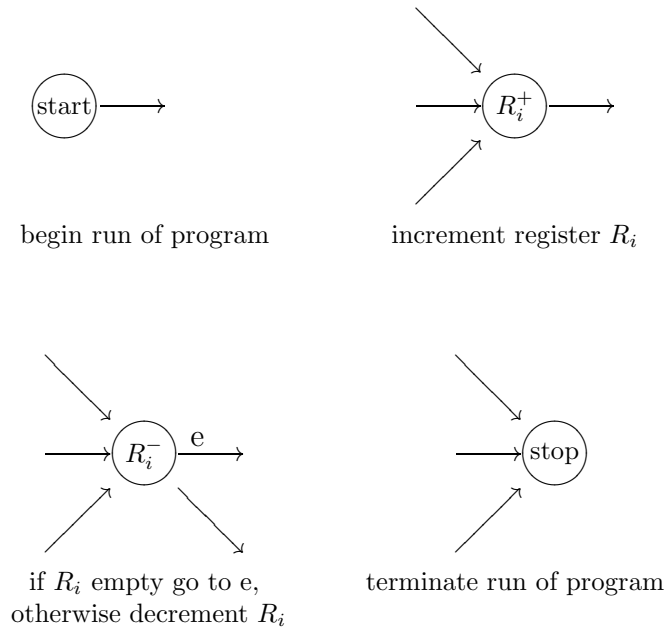 start
$R_i^+$
begin run of program
increment register $R_i$
$R_i^-$
e
stop
if $R_i$ empty go to e,
otherwise decrement $R_i$
terminate run of program